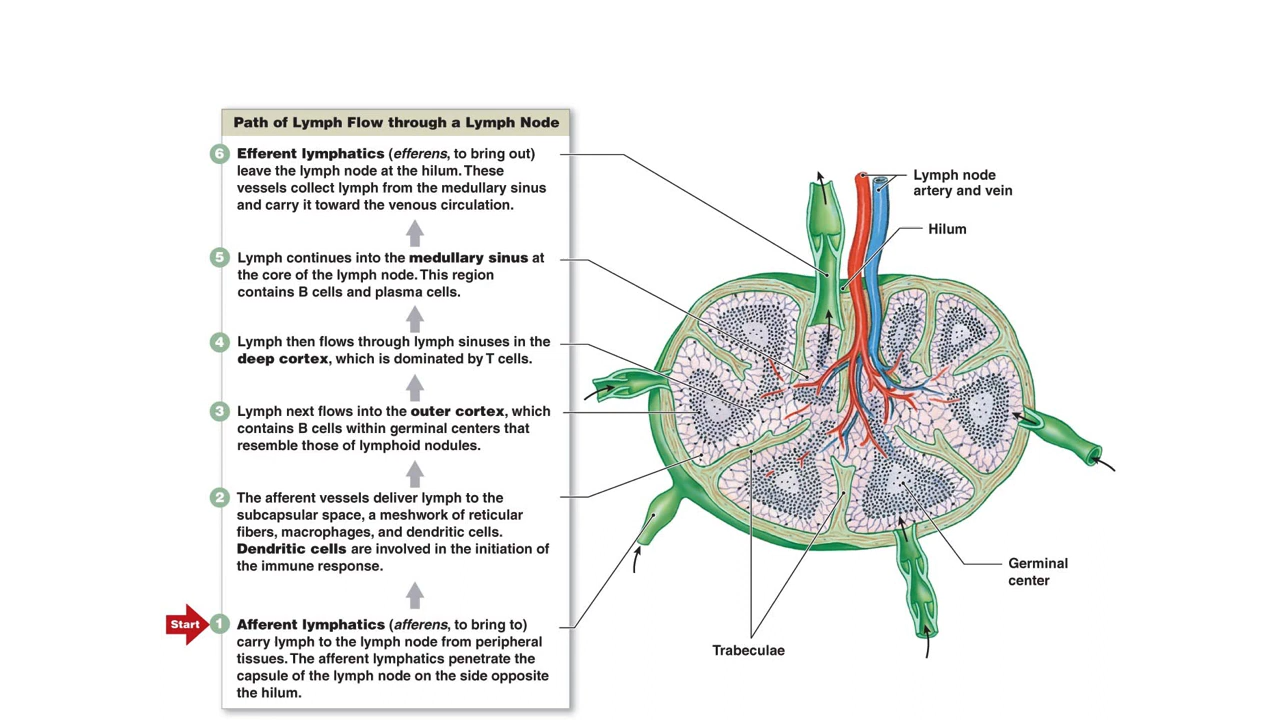 Path of Lymph Flow through a Lymph Node
6 Efferent lymphatics (efferens, to bring out)
leave the lymph node at the hilum. These
vessels collect lymph from the medullary sinus
and carry it toward the venous circulation.
5 Lymph continues into the medullary sinus at
the core of the lymph node. This region
contains B cells and plasma cells.
4 Lymph then flows through lymph sinuses in the
deep cortex, which is dominated by T cells.
3 Lymph next flows into the outer cortex, which
contains B cells within germinal centers that
resemble those of lymphoid nodules.
2 The afferent vessels deliver lymph to the
subcapsular space, a meshwork of reticular
fibers, macrophages, and dendritic cells.
Dendritic cells are involved in the initiation of
the immune response.
Start 1 Afferent lymphatics (afferens, to bring to)
carry lymph to the lymph node from peripheral
tissues. The afferent lymphatics penetrate the
capsule of the lymph node on the side opposite
the hilum.
Lymph node
artery and vein
Hilum
Germinal
center
Trabeculae